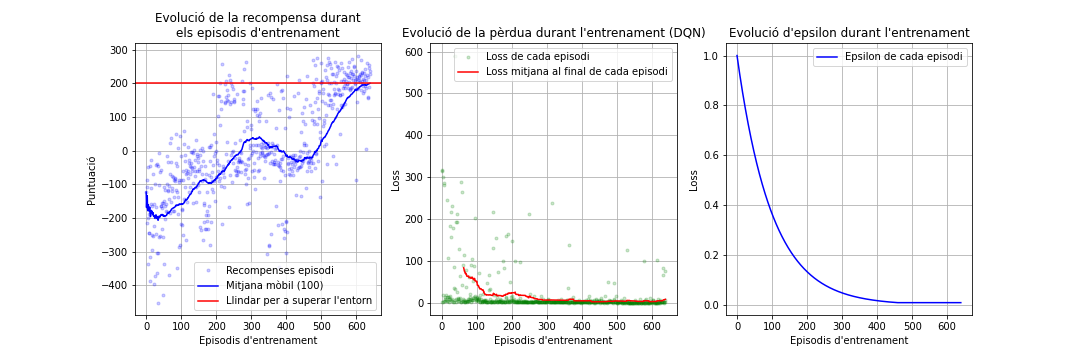 Evolució de la recompensa durant
els episodis d'entrenament
300
200
100
0
−100
−200
−300
−400
Puntuació
Recompenses episodi
Mitjana mòbil (100)
Llindar per a superar l'entorn
0 100 200 300 400 500 600
Episodis d'entrenament
Evolució de la pèrdua durant l'entrenament (DQN)
600
500
400
300
200
100
0
Loss
Loss de cada episodi
Loss mitjana al final de cada episodi
0 100 200 300 400 500 600
Episodis d'entrenament
Evolució d'epsilon durant l'entrenament
1.0
0.8
0.6
0.4
0.2
0.0
Loss
Epsilon de cada episodi
0 100 200 300 400 500 600
Episodis d'entrenament